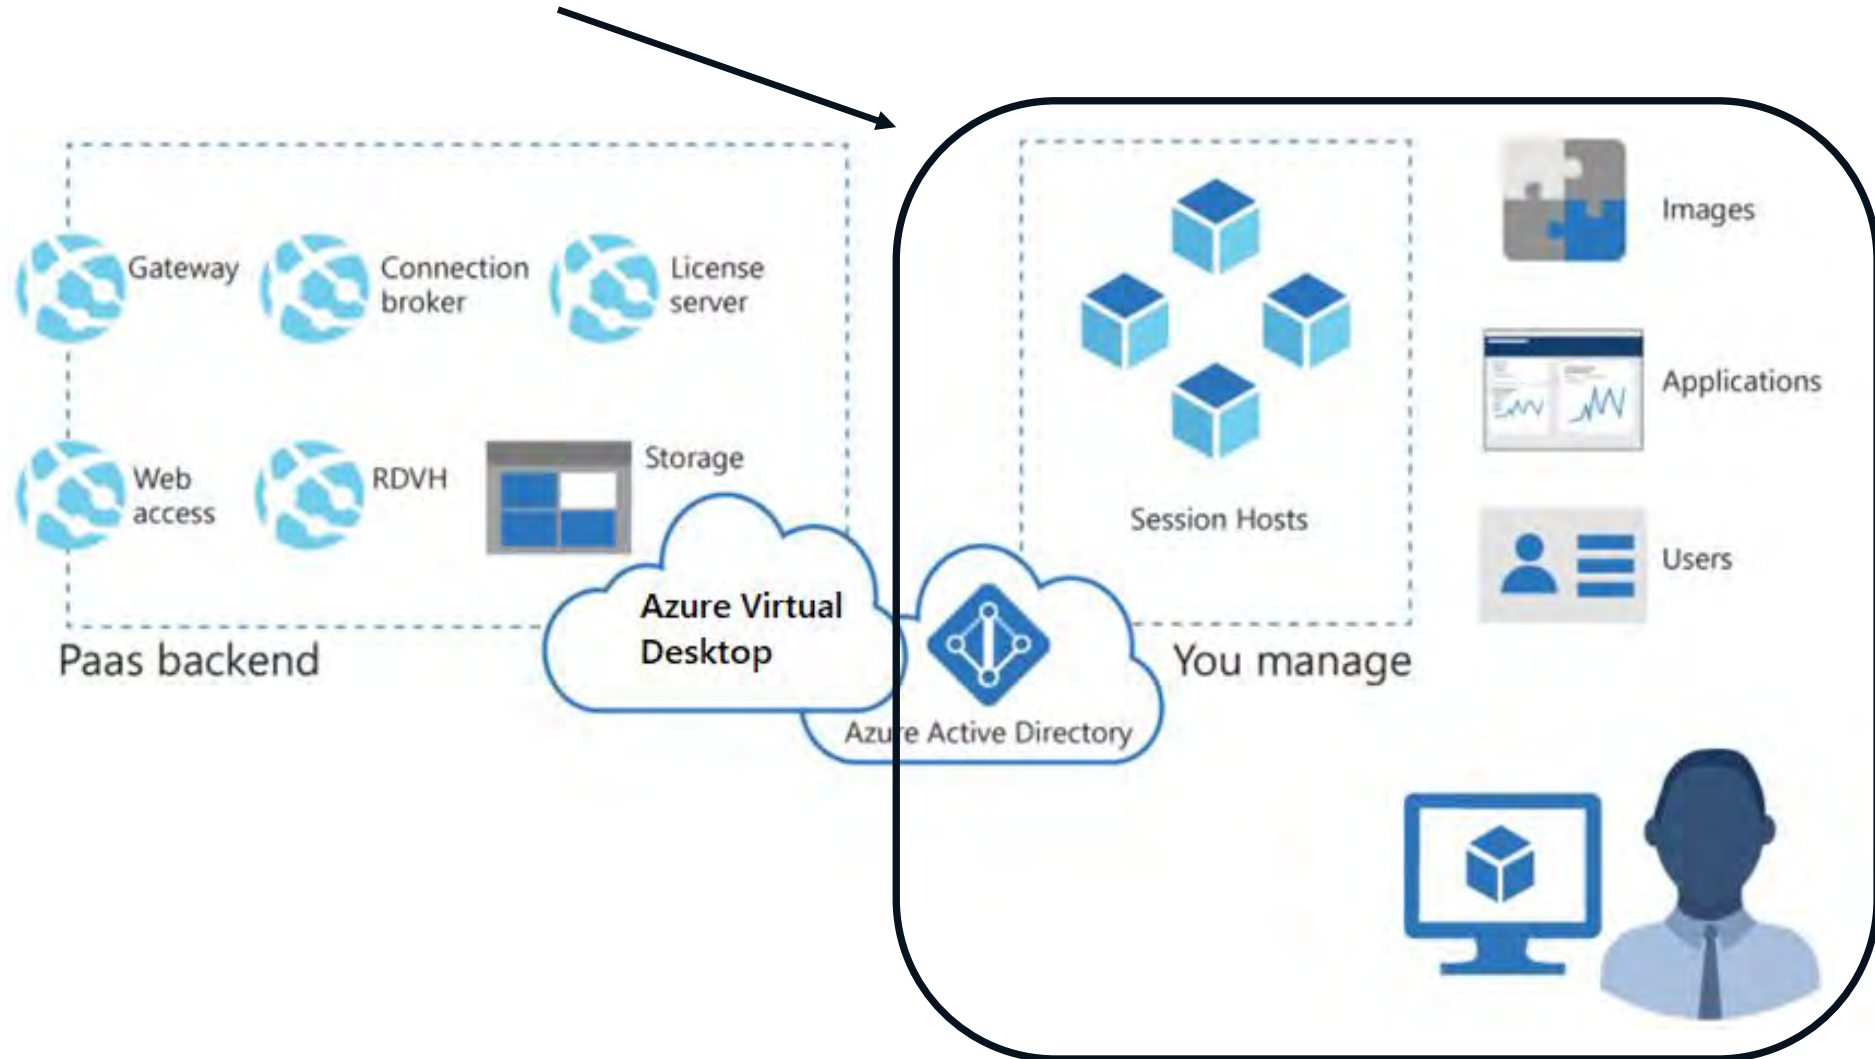 Gateway
Connection
broker
License
server
Web
access
RDVH
Storage
Azure Virtual
Desktop
Paas backend
Azure Active Directory
Session Hosts
You manage
Images
Applications
Users